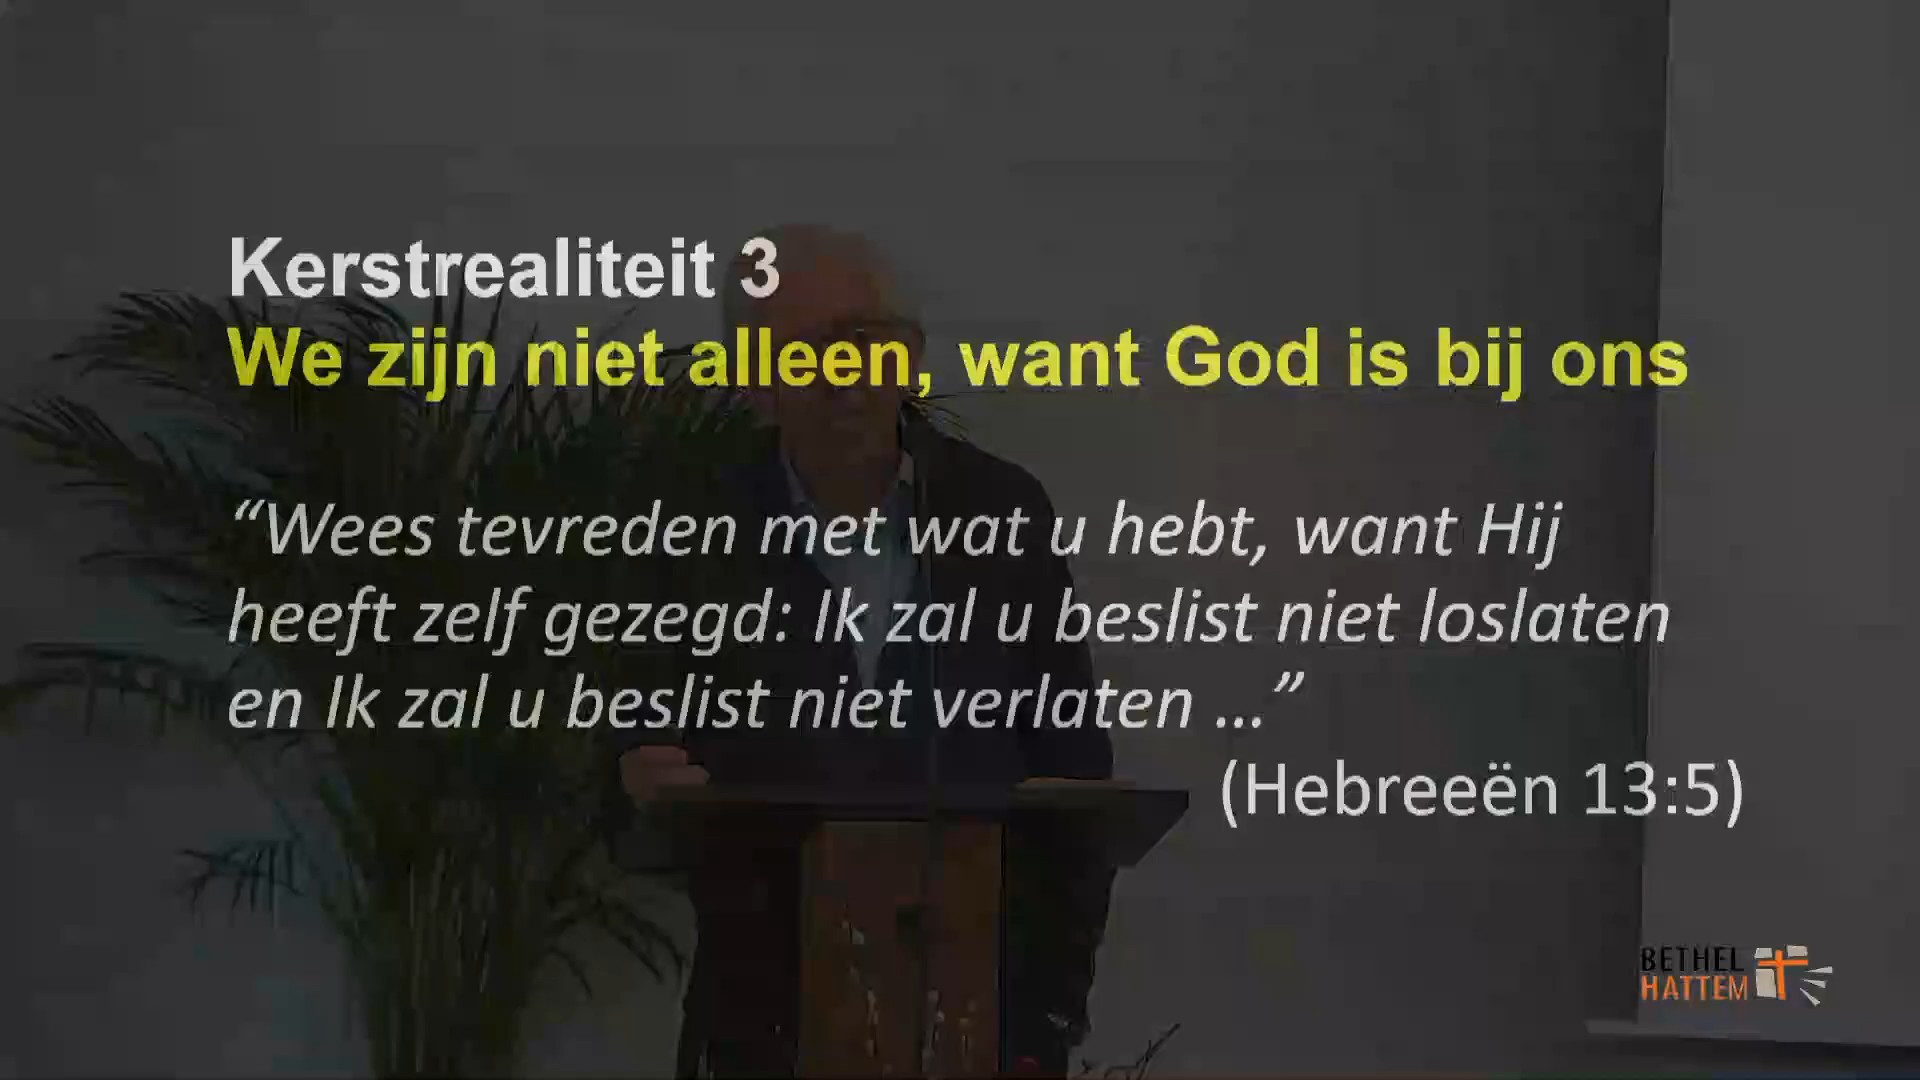 Kerstrealiteit 3
We zijn niet alleen, want God is bij ons
“Wees tevreden met wat u hebt, want Hij
heeft zelf gezegd: Ik zal u beslist niet loslaten
en Ik zal u beslist niet verlaten ...”
(Hebreeën 13:5)
BETHEL
HATTEM